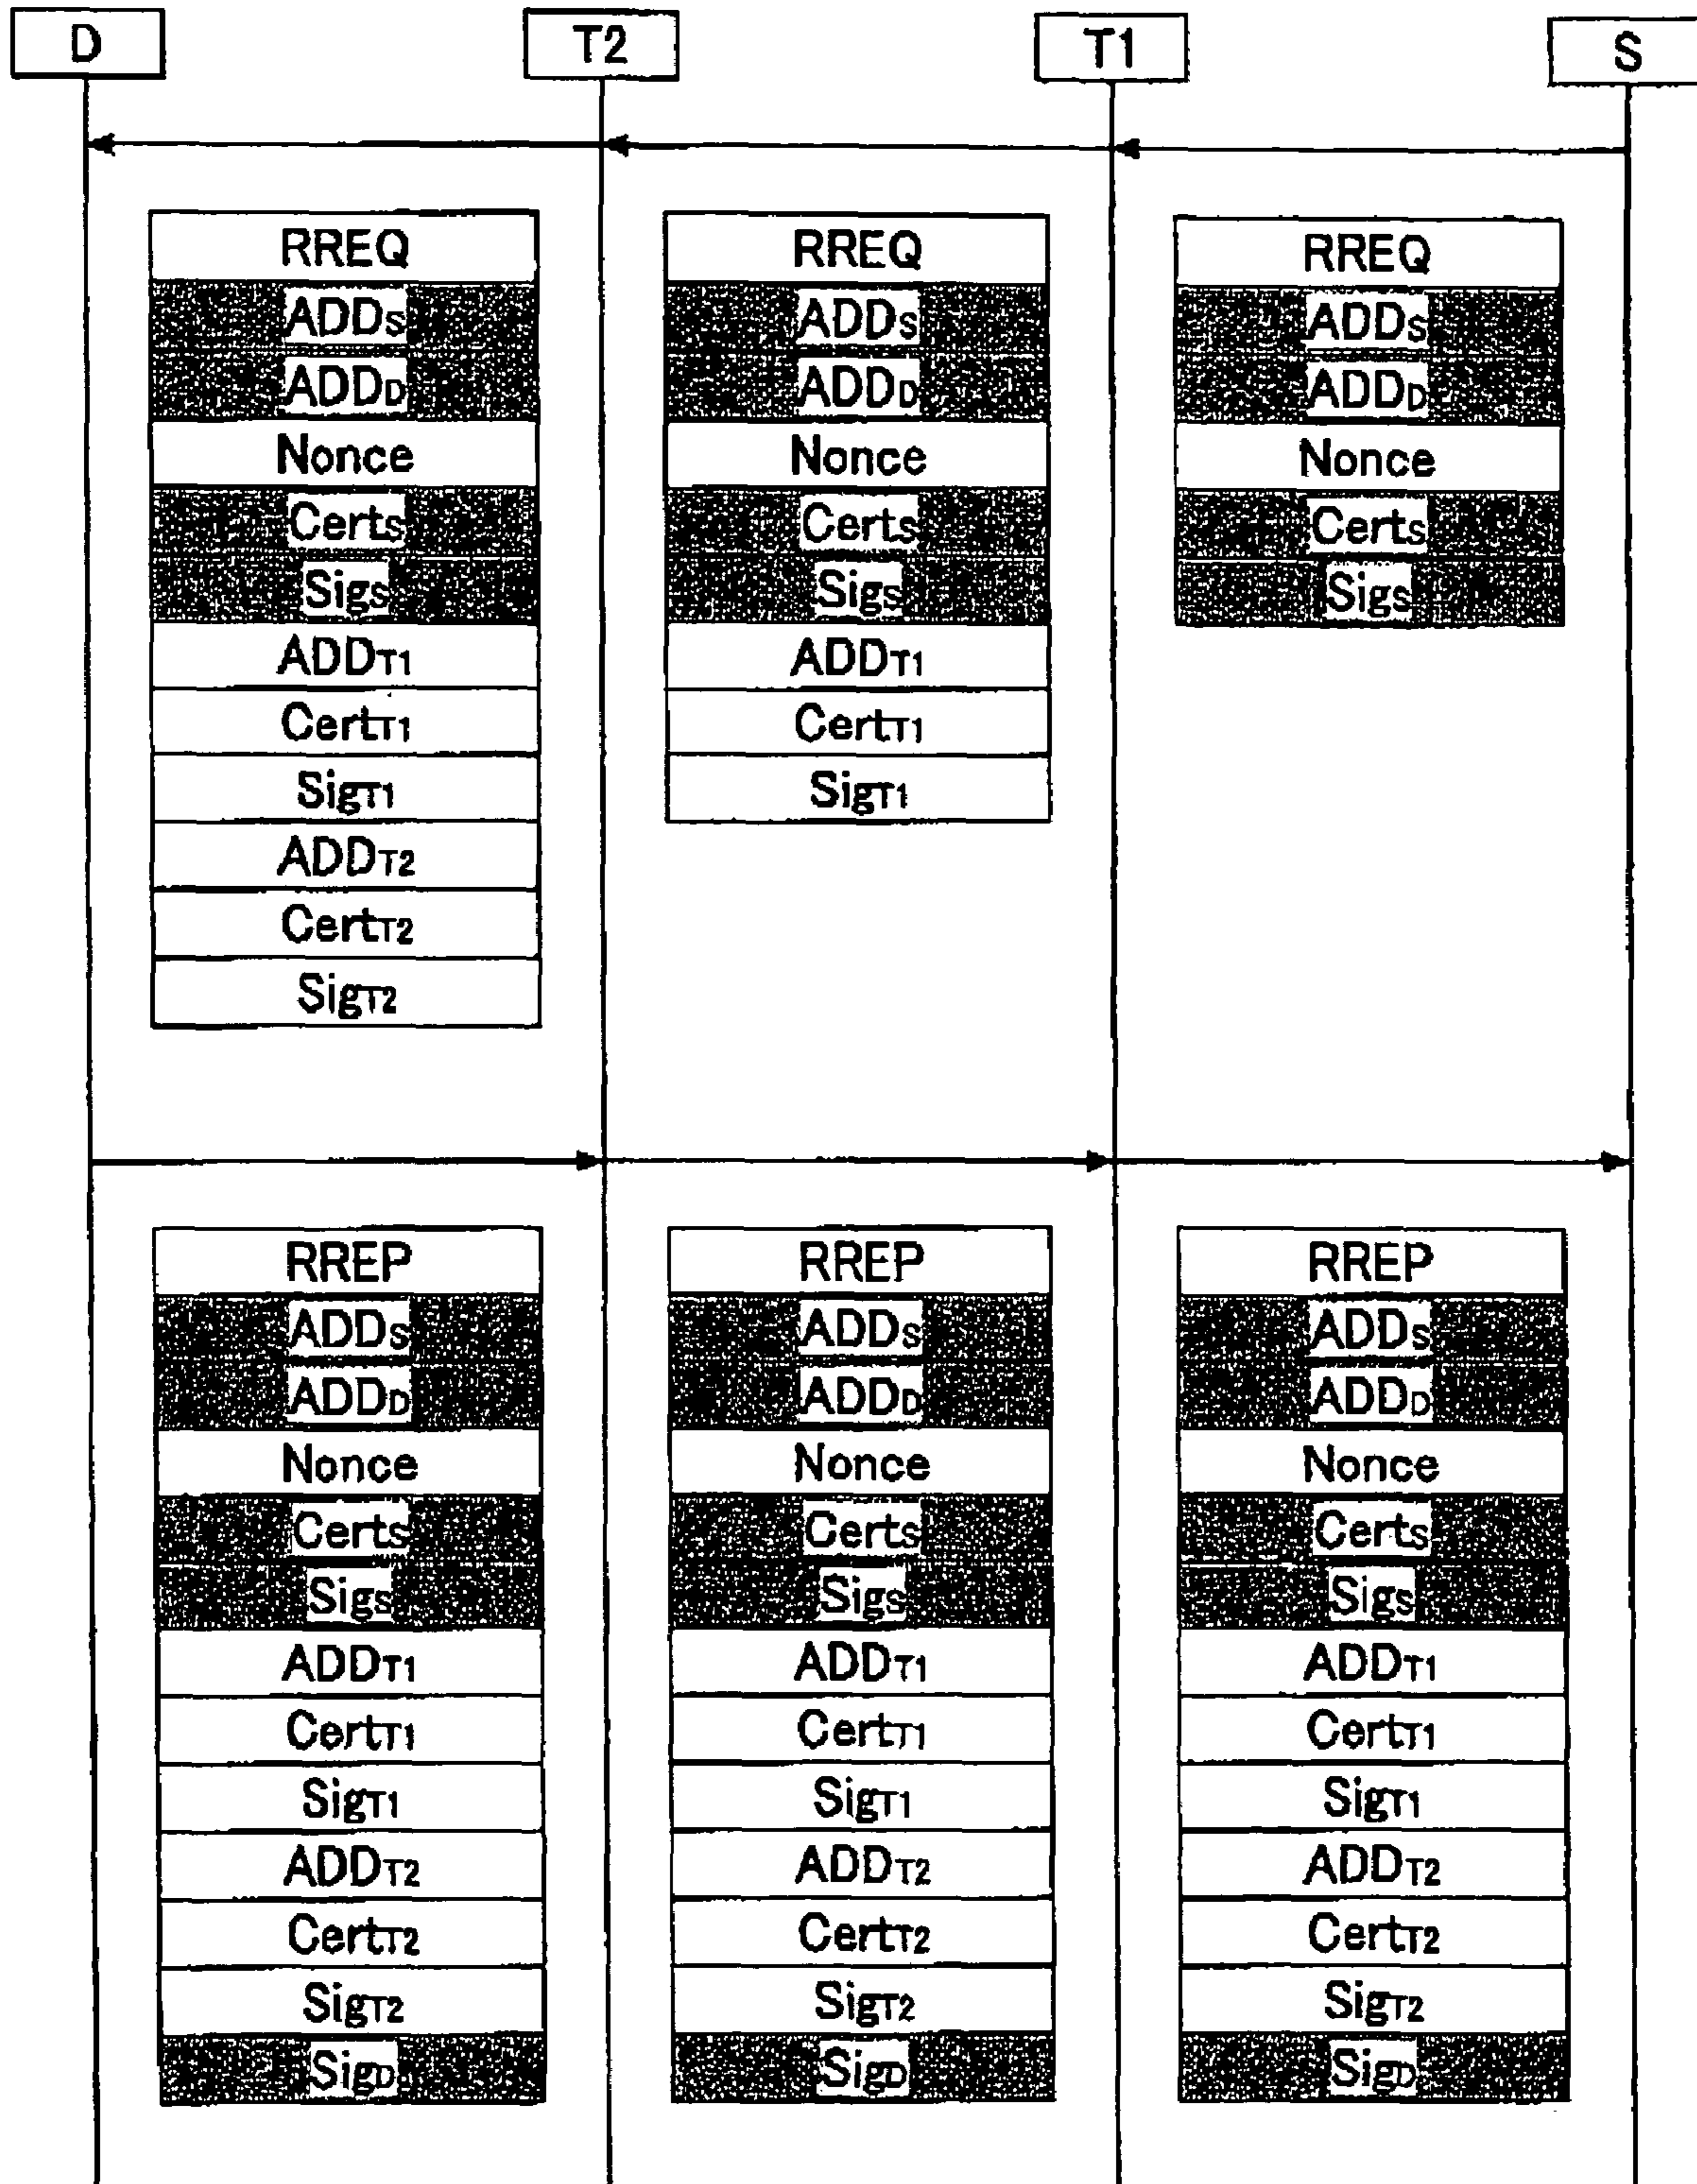 D
T2
T1
S
RREQ
ADDS
ADDD
Nonce
CertS
SigS
ADDT1
CertT1
SigT1
ADDT2
CertT2
SigT2
RREQ
ADDS
ADDD
Nonce
CertS
SigS
ADDT1
CertT1
SigT1
RREQ
ADDS
ADDD
Nonce
CertS
SigS
RREP
ADDS
ADDD
Nonce
CertS
SigS
ADDT1
CertT1
SigT1
ADDT2
CertT2
SigT2
SigD
RREP
ADDS
ADDD
Nonce
CertS
SigS
ADDT1
CertT1
SigT1
ADDT2
CertT2
SigT2
SigD
RREP
ADDS
ADDD
Nonce
CertS
SigS
ADDT1
CertT1
SigT1
ADDT2
CertT2
SigT2
SigD